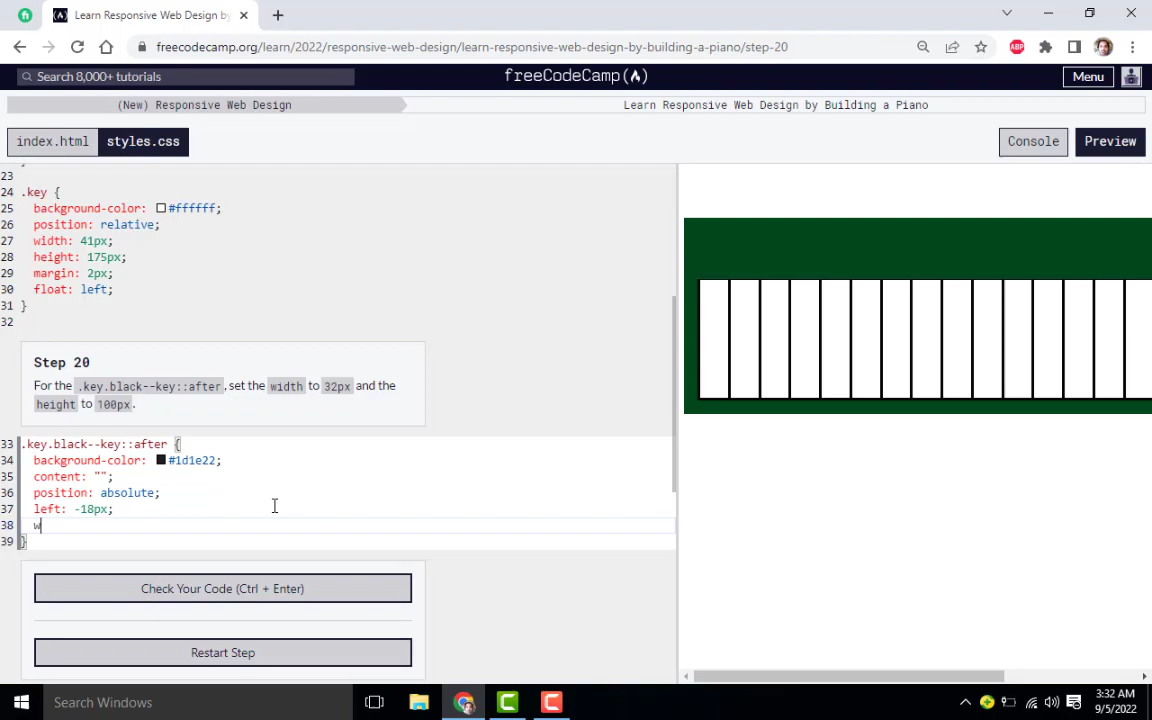 Learn Responsive Web Design by
freecodecamp.org/learn/2022/responsive-web-design/learn-responsive-web-design-by-building-a-piano/step-20
ABP
Search 8,000+ tutorials
freeCodeCamp
Menu
(New) Responsive Web Design
Learn Responsive Web Design by Building a Piano
index.html
styles.css
Console
Preview
23
24 .key {
25 background-color: #ffffff;
26 position: relative;
27 width: 41px;
28 height: 175px;
29 margin: 2px;
30 float: left;
31 }
32
Step 20
For the .key.black--key::after, set the width to 32px and the
height to 100px.
33 .key.black--key::after {
34 background-color: #1d1e22;
35 content: "";
36 position: absolute;
37 left: -18px;
38 w
39 }
Check Your Code (Ctrl + Enter)
Restart Step
Search Windows
3:32 AM
9/5/2022